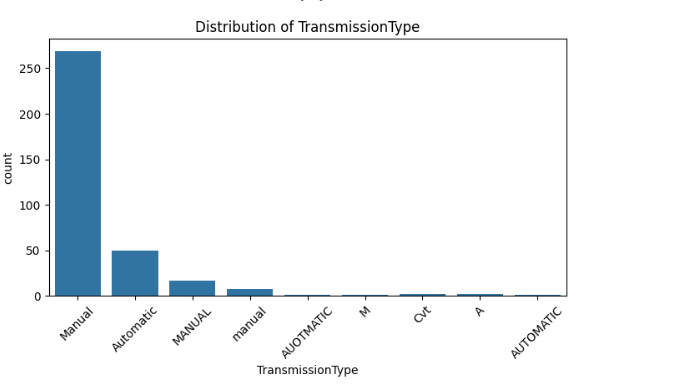 Distribution of TransmissionType
250
200
150
100
50
0
count
Manual
Automatic
MANUAL
manual
AUOTMATIC
M
Cvt
A
AUTOMATIC
TransmissionType